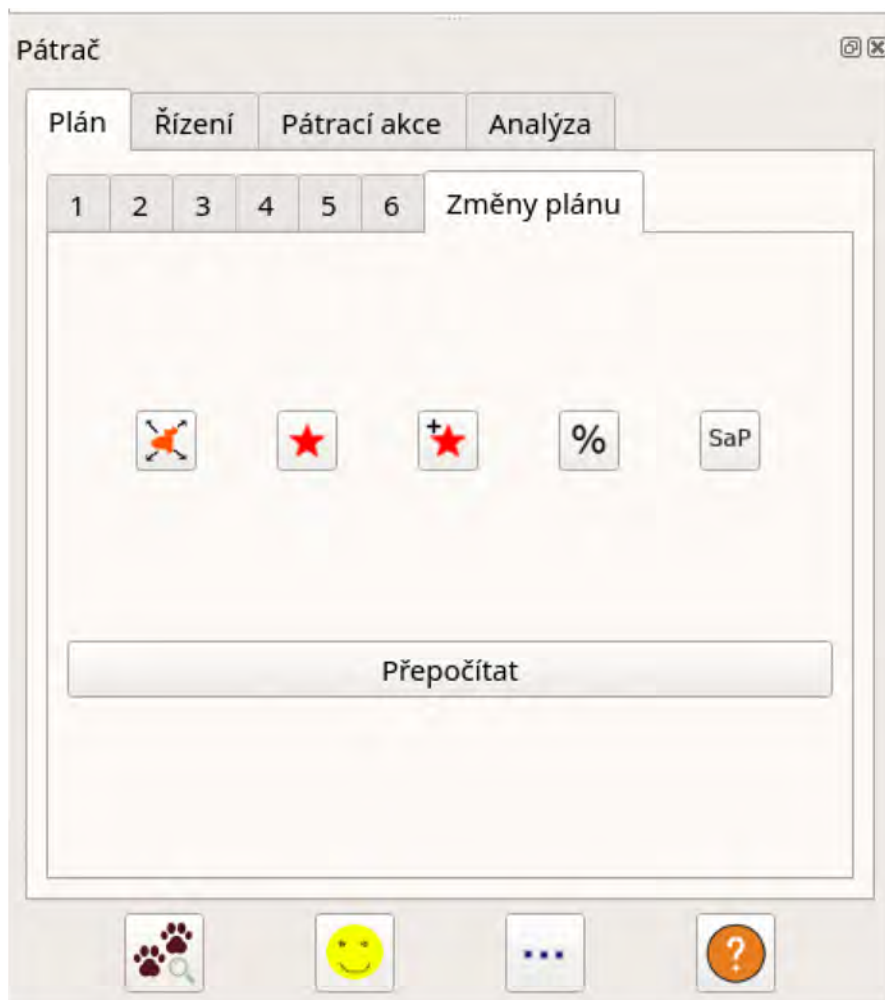 Pátrač
Plán Řízení Pátrací akce Analýza
1 2 3 4 5 6 Změny plánu
+ % SaP
Přepočítat
... ?